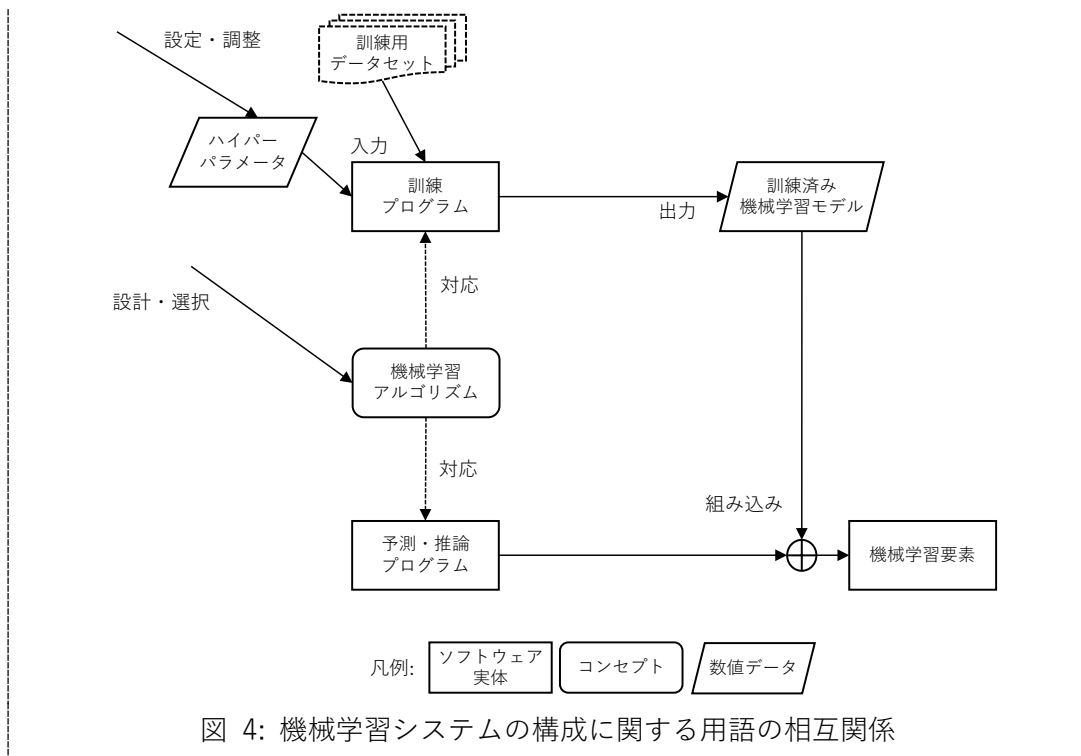 設定・調整
訓練用
データセット
ハイパー
パラメータ
入力
訓練
プログラム
出力
訓練済み
機械学習モデル
対応
設計・選択
機械学習
アルゴリズム
対応
組み込み
予測・推論
プログラム
機械学習要素
凡例:
ソフトウェア
実体
コンセプト
数値データ
図 4: 機械学習システムの構成に関する用語の相互関係